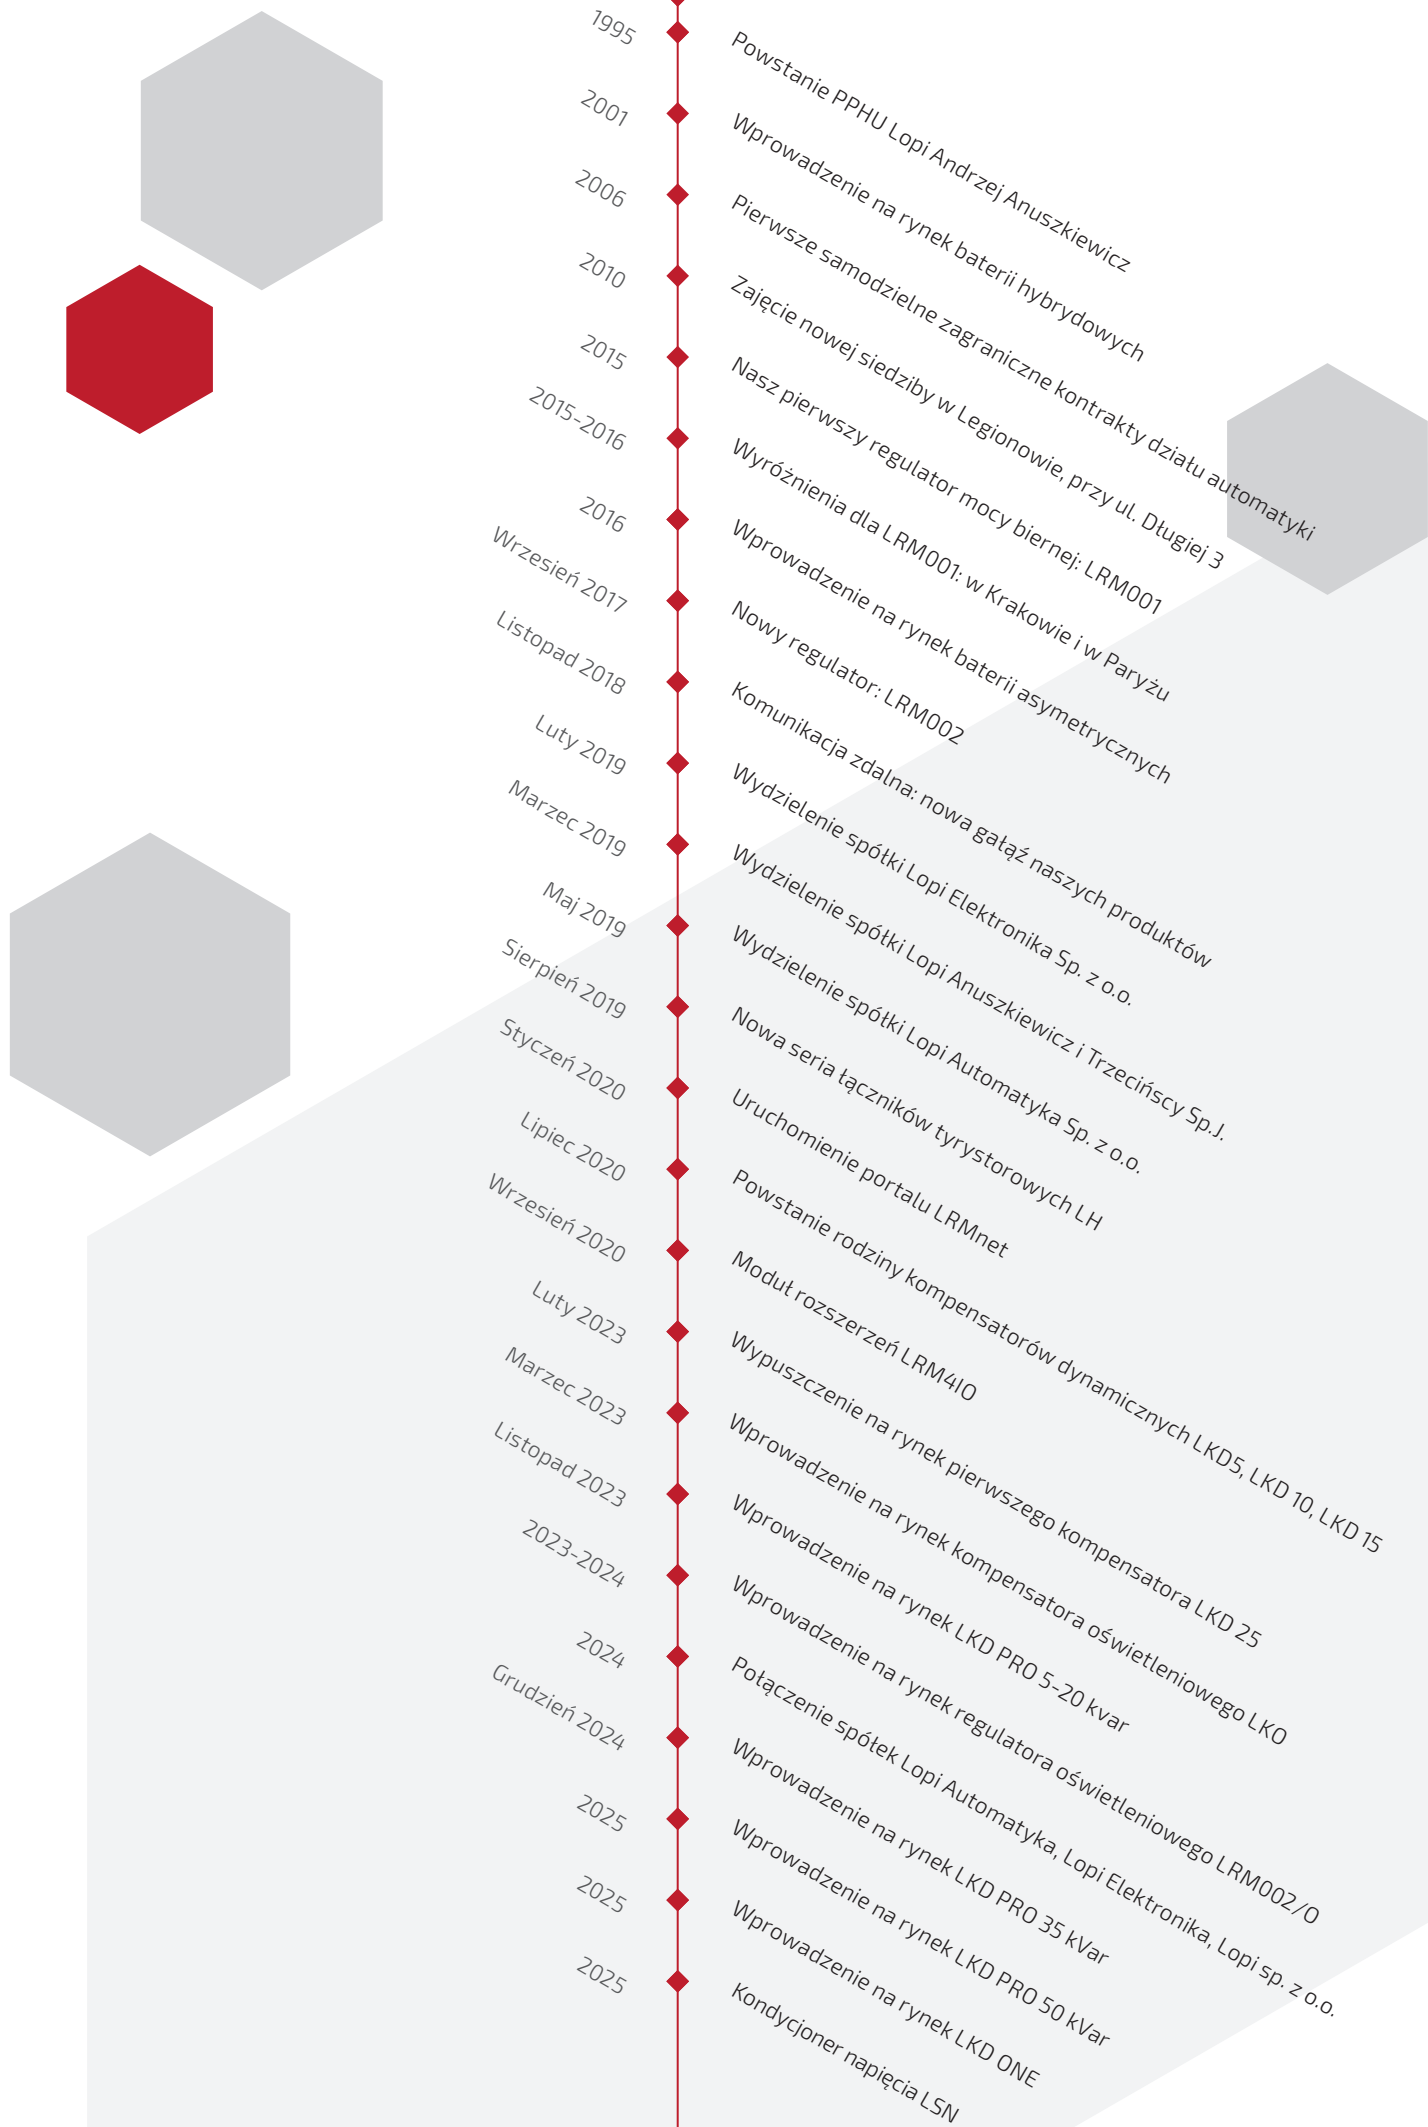 1995
Powstanie PPHU Lopi Andrzej Anuszkiewicz
2001
Wprowadzenie na rynek baterii hybrydowych
2006
Pierwsze samodzielne zagraniczne kontrakty działu automatyki
2010
Zajęcie nowej siedziby w Legionowie, przy ul. Długiej 3
2015
Nasz pierwszy regulator mocy biernej: LRM001
2015-2016
Wyróżnienia dla LRM001: w Krakowie i w Paryżu
2016
Wprowadzenie na rynek baterii asymetrycznych
Wrzesień 2017
Nowy regulator: LRM002
Listopad 2018
Komunikacja zdalna: nowa gałąź naszych produktów
Luty 2019
Wydzielenie spółki Lopi Elektronika Sp. z o.o.
Marzec 2019
Wydzielenie spółki Lopi Anuszkiewicz i Trzecińscy Sp.J.
Maj 2019
Wydzielenie spółki Lopi Automatyka Sp. z o.o.
Sierpień 2019
Nowa seria łączników tyrystorowych LH
Styczeń 2020
Uruchomienie portalu LRMnet
Lipiec 2020
Powstanie rodziny kompensatorów dynamicznych LKD5, LKD 10, LKD 15
Wrzesień 2020
Moduł rozszerzeń LRM4IO
Luty 2023
Wypuszczenie na rynek pierwszego kompensatora LKD 25
Marzec 2023
Wprowadzenie na rynek kompensatora oświetleniowego LKO
Listopad 2023
Wprowadzenie na rynek LKD PRO 5-20 kvar
2023-2024
Wprowadzenie na rynek regulatora oświetleniowego LRM002/O
2024
Połączenie spółek Lopi Automatyka, Lopi Elektronika, Lopi sp. z o.o.
Grudzień 2024
Wprowadzenie na rynek LKD PRO 35 kVar
2025
Wprowadzenie na rynek LKD PRO 50 kVar
2025
Wprowadzenie na rynek LKD ONE
2025
Kondycjoner napięcia LSN